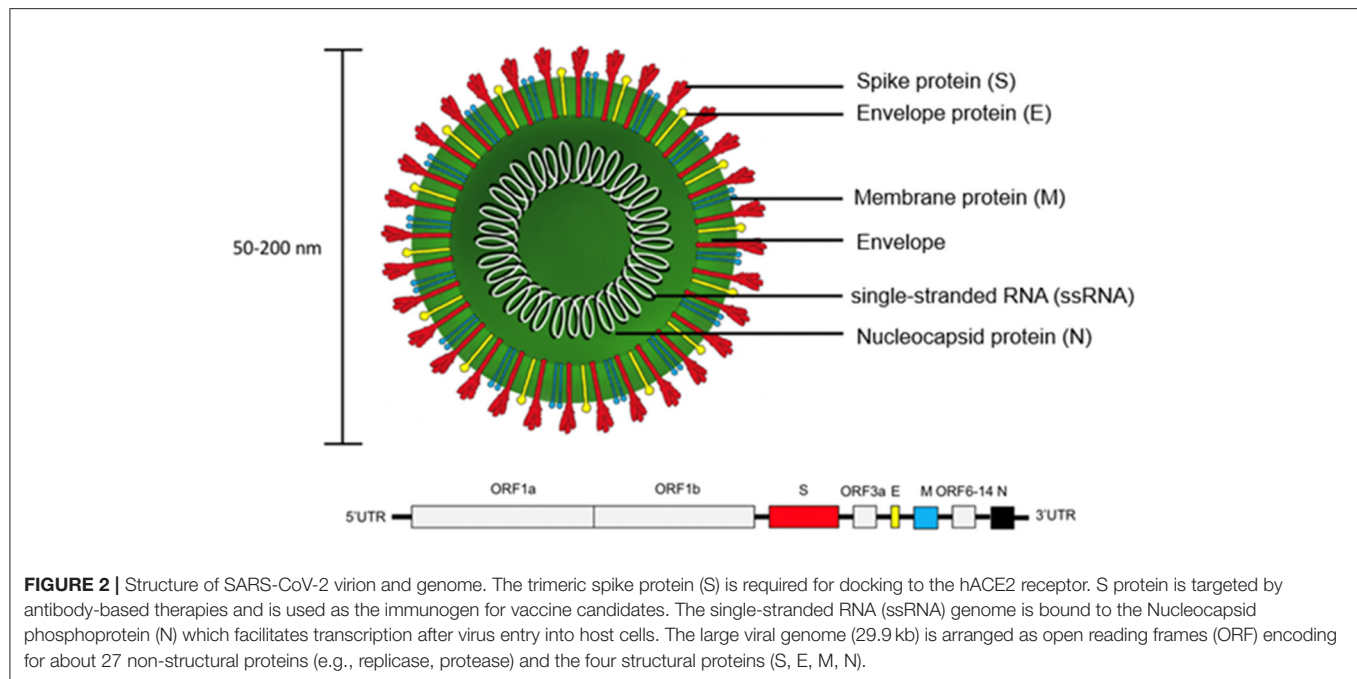 Spike protein (S)
Envelope protein (E)
Membrane protein (M)
50-200 nm
Envelope
single-stranded RNA (ssRNA)
Nucleocapsid protein (N)
ORF1a ORF1b S ORF3a E M ORF6-14 N
5'UTR 3'UTR
FIGURE 2 | Structure of SARS-CoV-2 virion and genome. The trimeric spike protein (S) is required for docking to the hACE2 receptor. S protein is targeted by
antibody-based therapies and is used as the immunogen for vaccine candidates. The single-stranded RNA (ssRNA) genome is bound to the Nucleocapsid
phosphoprotein (N) which facilitates transcription after virus entry into host cells. The large viral genome (29.9 kb) is arranged as open reading frames (ORF) encoding
for about 27 non-structural proteins (e.g., replicase, protease) and the four structural proteins (S, E, M, N).